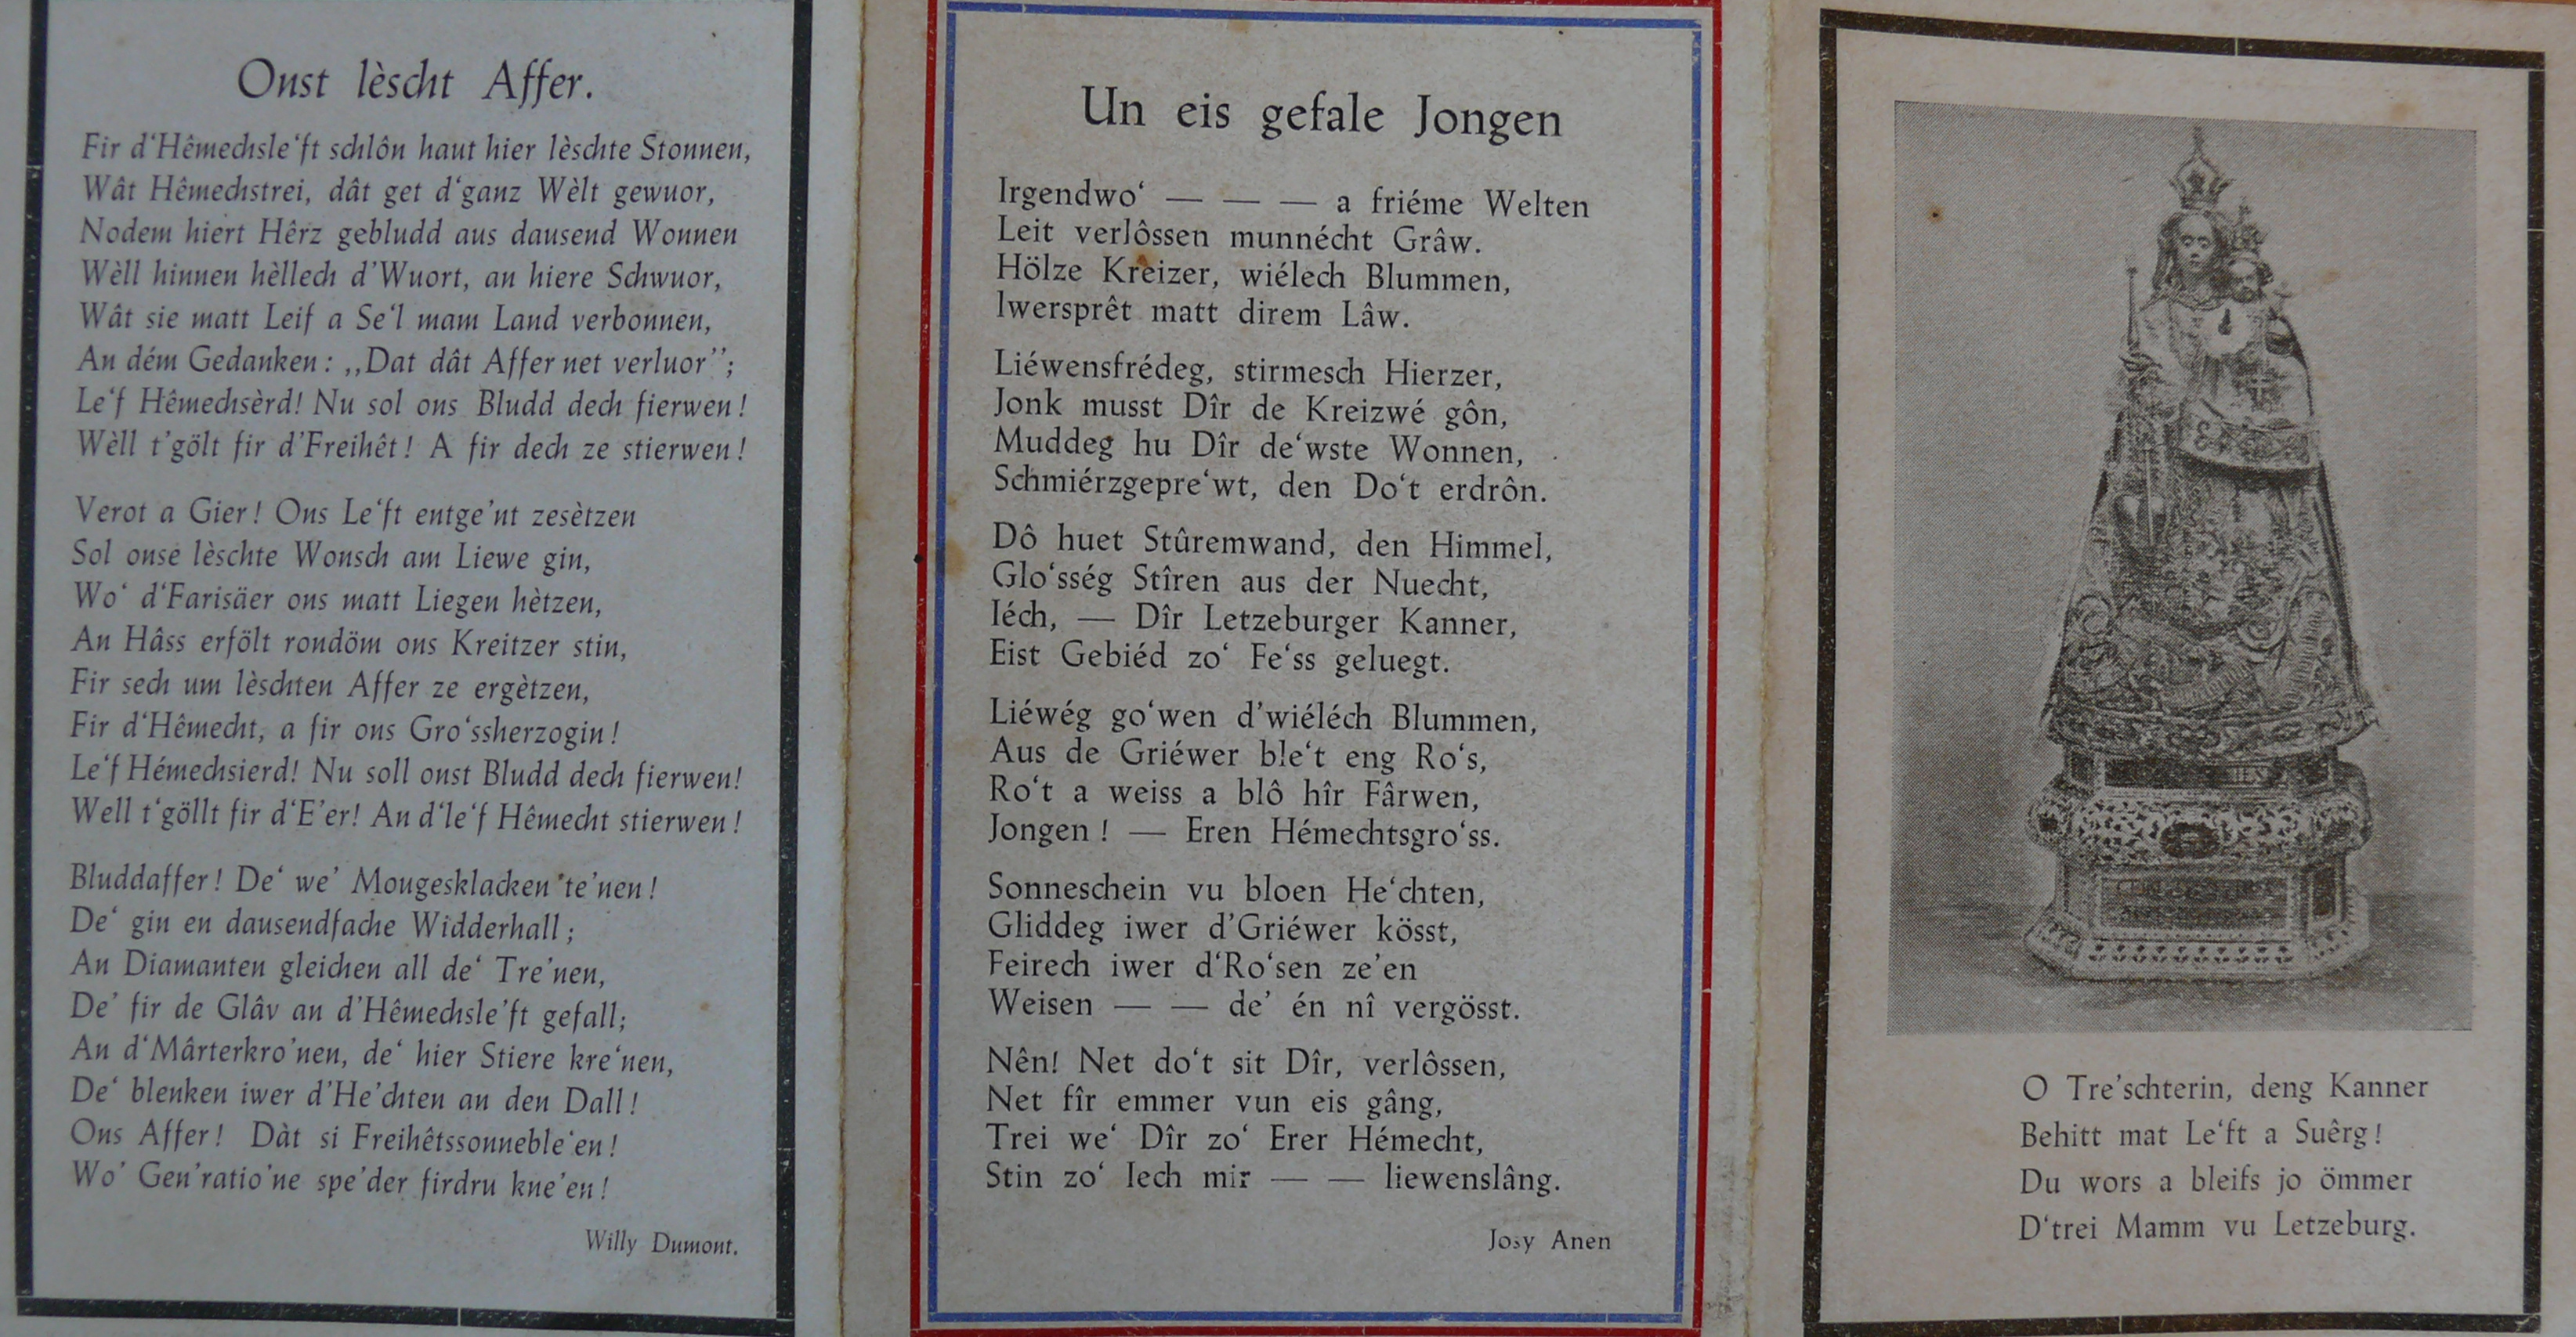 Onst lèscht Affer.
Fir d‘Hêmechsle‘ft schlôn haut hier lèschte Stonnen,
Wât Hêmechstrei, dât get d‘ganz Wèlt gewuor,
Nodem hiert Hêrz gebludd aus dausend Wonnen
Wèll hinnen hèllech d’Wuort, an hiere Schwuor,
Wât sie matt Leif a Se‘l mam Land verbonnen,
An dém Gedanken: ,,Dat dât Affer net verluor’’;
Le‘f Hêmechsèrd! Nu sol ons Bludd dech fierwen!
Wèll t’gölt fir d’Freihêt! A fir dech ze stierwen!
Verot a Gier! Ons Le‘ft entge’nt zesètzen
Sol onse lèschte Wonsch am Liewe gin,
Wo‘ d‘Farisäer ons matt Liegen hètzen,
An Hâss erfölt rondöm ons Kreitzer stin,
Fir sech um lèschten Affer ze ergètzen,
Fir d‘Hêmecht, a fir ons Gro‘ssherzogin!
Le‘f Hémechsierd! Nu soll onst Bludd dech fierwen!
Well t‘göllt fir d‘E’er! An d‘le‘f Hêmecht stierwen!
Bluddaffer! De‘ we’ Mougesklacken te’nen!
De‘ gin en dausendfache Widderhall;
An Diamanten gleichen all de‘ Tre’nen,
De’ fir de Glâv an d’Hêmechsle’ft gefall;
An d‘Mârterkro’nen, de‘ hier Stiere kre‘nen,
De‘ blenken iwer d’He’chten an den Dall!
Ons Affer! Dàt si Freihêtssonneble‘en!
Wo’ Gen’ratio’ne spe’der firdru kne’en!
Willy Dumont.
Un eis gefale Jongen
Irgendwo‘ — — — a friéme Welten
Leit verlôssen munnécht Grâw.
Hölze Kreizer, wiélech Blummen,
Iwersprêt matt direm Lâw.
Liéwensfrédeg, stirmesch Hierzer,
Jonk musst Dîr de Kreizwé gôn,
Muddeg hu Dîr de‘wste Wonnen,
Schmiérzgepre‘wt, den Do‘t erdrôn.
Dô huet Stûremwand, den Himmel,
Glo‘sség Stîren aus der Nuecht,
Iéch, — Dîr Letzeburger Kanner,
Eist Gebiéd zo‘ Fe‘ss geluegt.
Liéwég go‘wen d’wiéléch Blummen,
Aus de Griéwer ble‘t eng Ro‘s,
Ro‘t a weiss a blô hîr Fârwen,
Jongen! — Eren Hémechtsgro‘ss.
Sonneschein vu bloen He‘chten,
Gliddeg iwer d’Griéwer kösst,
Feirech iwer d‘Ro‘sen ze’en
Weisen — — de’ én nî vergösst.
Nên! Net do‘t sit Dîr, verlôssen,
Net fîr emmer vun eis gâng,
Trei we‘ Dîr zo‘ Erer Hémecht,
Stin zo‘ Iech mir — — liewenslâng.
Josy Anen
O Tre’schterin, deng Kanner
Behitt mat Le‘ft a Suêrg!
Du wors a bleifs jo ömmer
D‘trei Mamm vu Letzeburg.